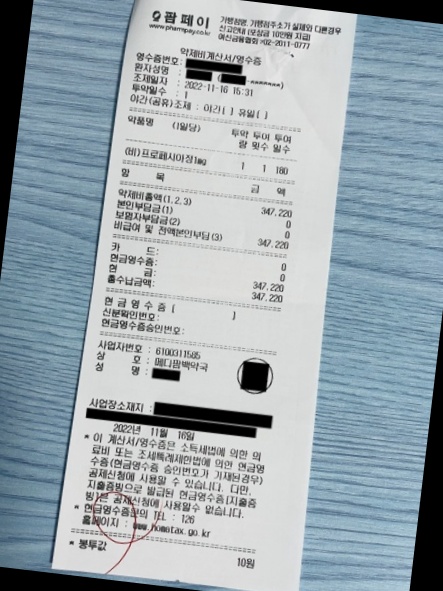 팜페이
www.pharmpay.co.kr
가맹점명, 가맹점주소가 실제와 다른경우
신고안내 (포상금 10만원 지급)
여신금융협회 :02-2011-0777
약제비계산서/영수증
영수증번호:
환자성명 :
조제일자 : 2022-11-16 15:31
투약일수 : 1
야간(공휴)조제 : 야간[ ] 휴일[ ]
약품명 (1일당) 투약 투여 투여
량 횟수 일수
(비)프로페시아정1mg 1 1 180
항 목 금 액
약제비총액(1,2,3) 347,220
본인부담금(1) 0
보험자부담금(2) 0
비급여 및 전액본인부담(3) 347,220
카 드: 0
현금영수증: 0
현 금: 347,220
총수납금액: 347,220
현 금 영 수 증 [ ]
신분확인번호:
현금영수증승인번호:
사업자번호 : 6100311505
상 호 : 메디팜백약국
성 명 :
사업장소재지 :
2022년 11월 16일
* 이 계산서/영수증은 소득세법에 의한 의
료비 또는 조세특례제한법에 의한 현금영
수증(현금영수증 승인번호가 기재된경우)
공제신청에 사용할 수 있습니다. 다만,
지출증빙으로 발급된 현금영수증(지출증
빙)은 공제신청에 사용할수 없습니다.
* 현금영수증문의 TEL : 126
홈페이지 : www.hometax.go.kr
* 봉투값 10원